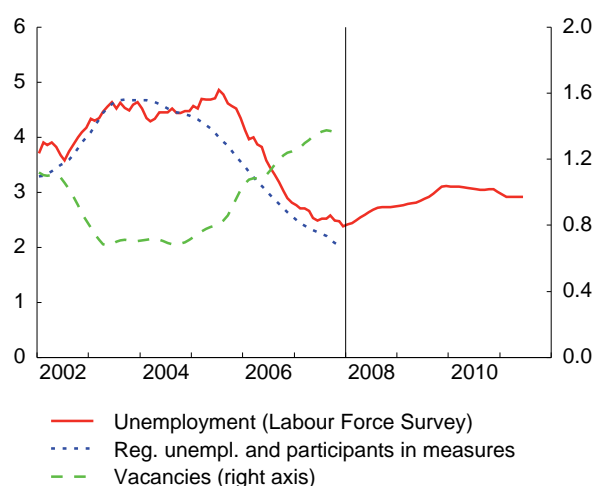 6 2.0
5 1.6
4
1.2
3
0.8
2
0.4
1
0 0.0
2002 2004 2006 2008 2010
Unemployment (Labour Force Survey)
Reg. unempl. and participants in measures
Vacancies (right axis)